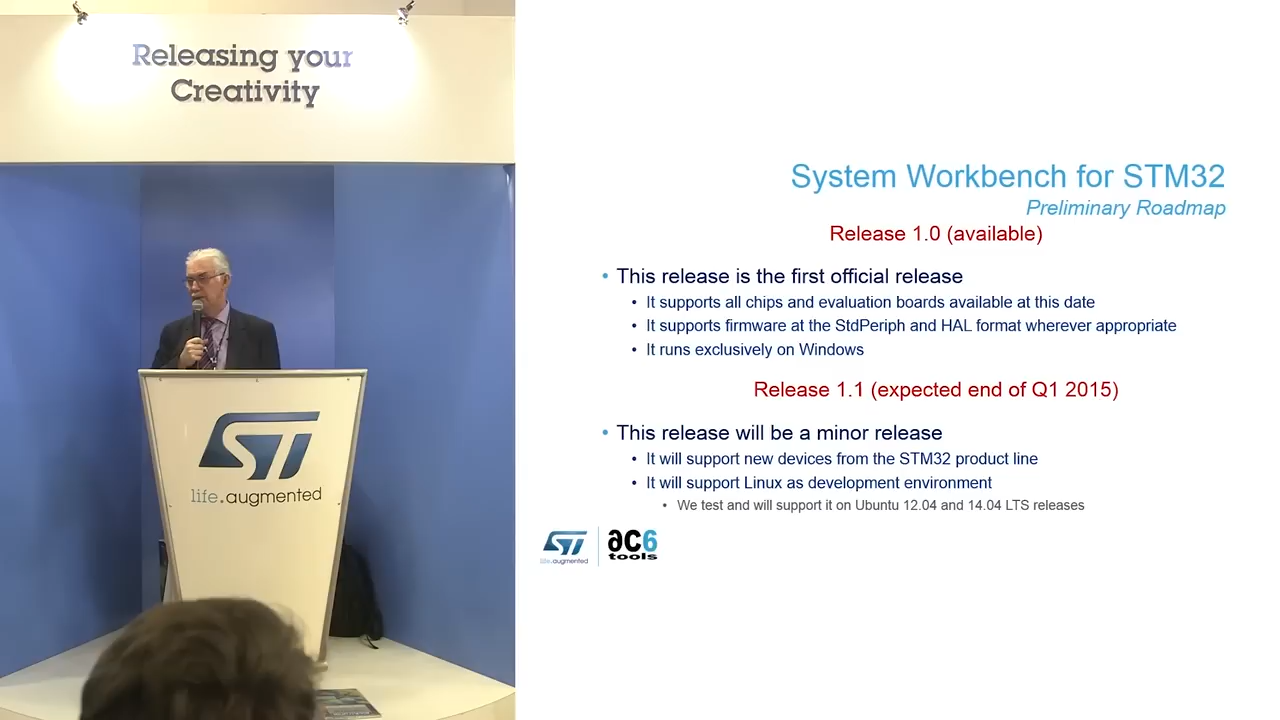 Releasing your
Creativity
life.augmented
System Workbench for STM32
Preliminary Roadmap
Release 1.0 (available)
• This release is the first official release
• It supports all chips and evaluation boards available at this date
• It supports firmware at the StdPeriph and HAL format wherever appropriate
• It runs exclusively on Windows
Release 1.1 (expected end of Q1 2015)
• This release will be a minor release
• It will support new devices from the STM32 product line
• It will support Linux as development environment
• We test and will support it on Ubuntu 12.04 and 14.04 LTS releases
ST
life.augmented
ac6
tools